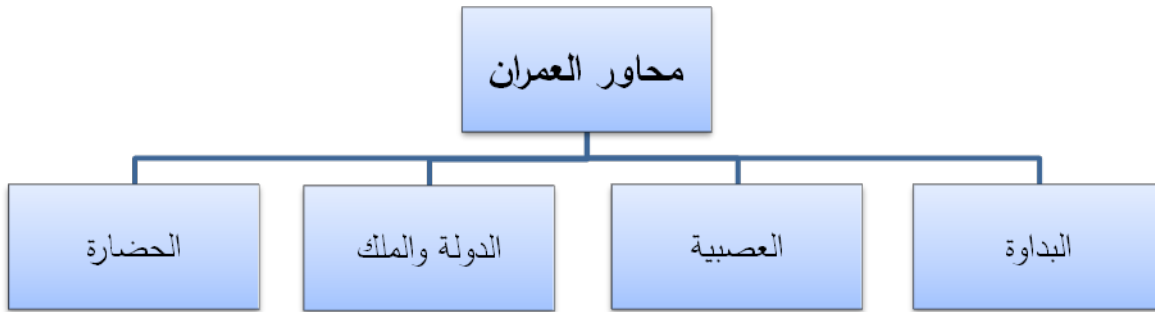 محاور العمران
البداوة
العصبية
الدولة والملك
الحضارة